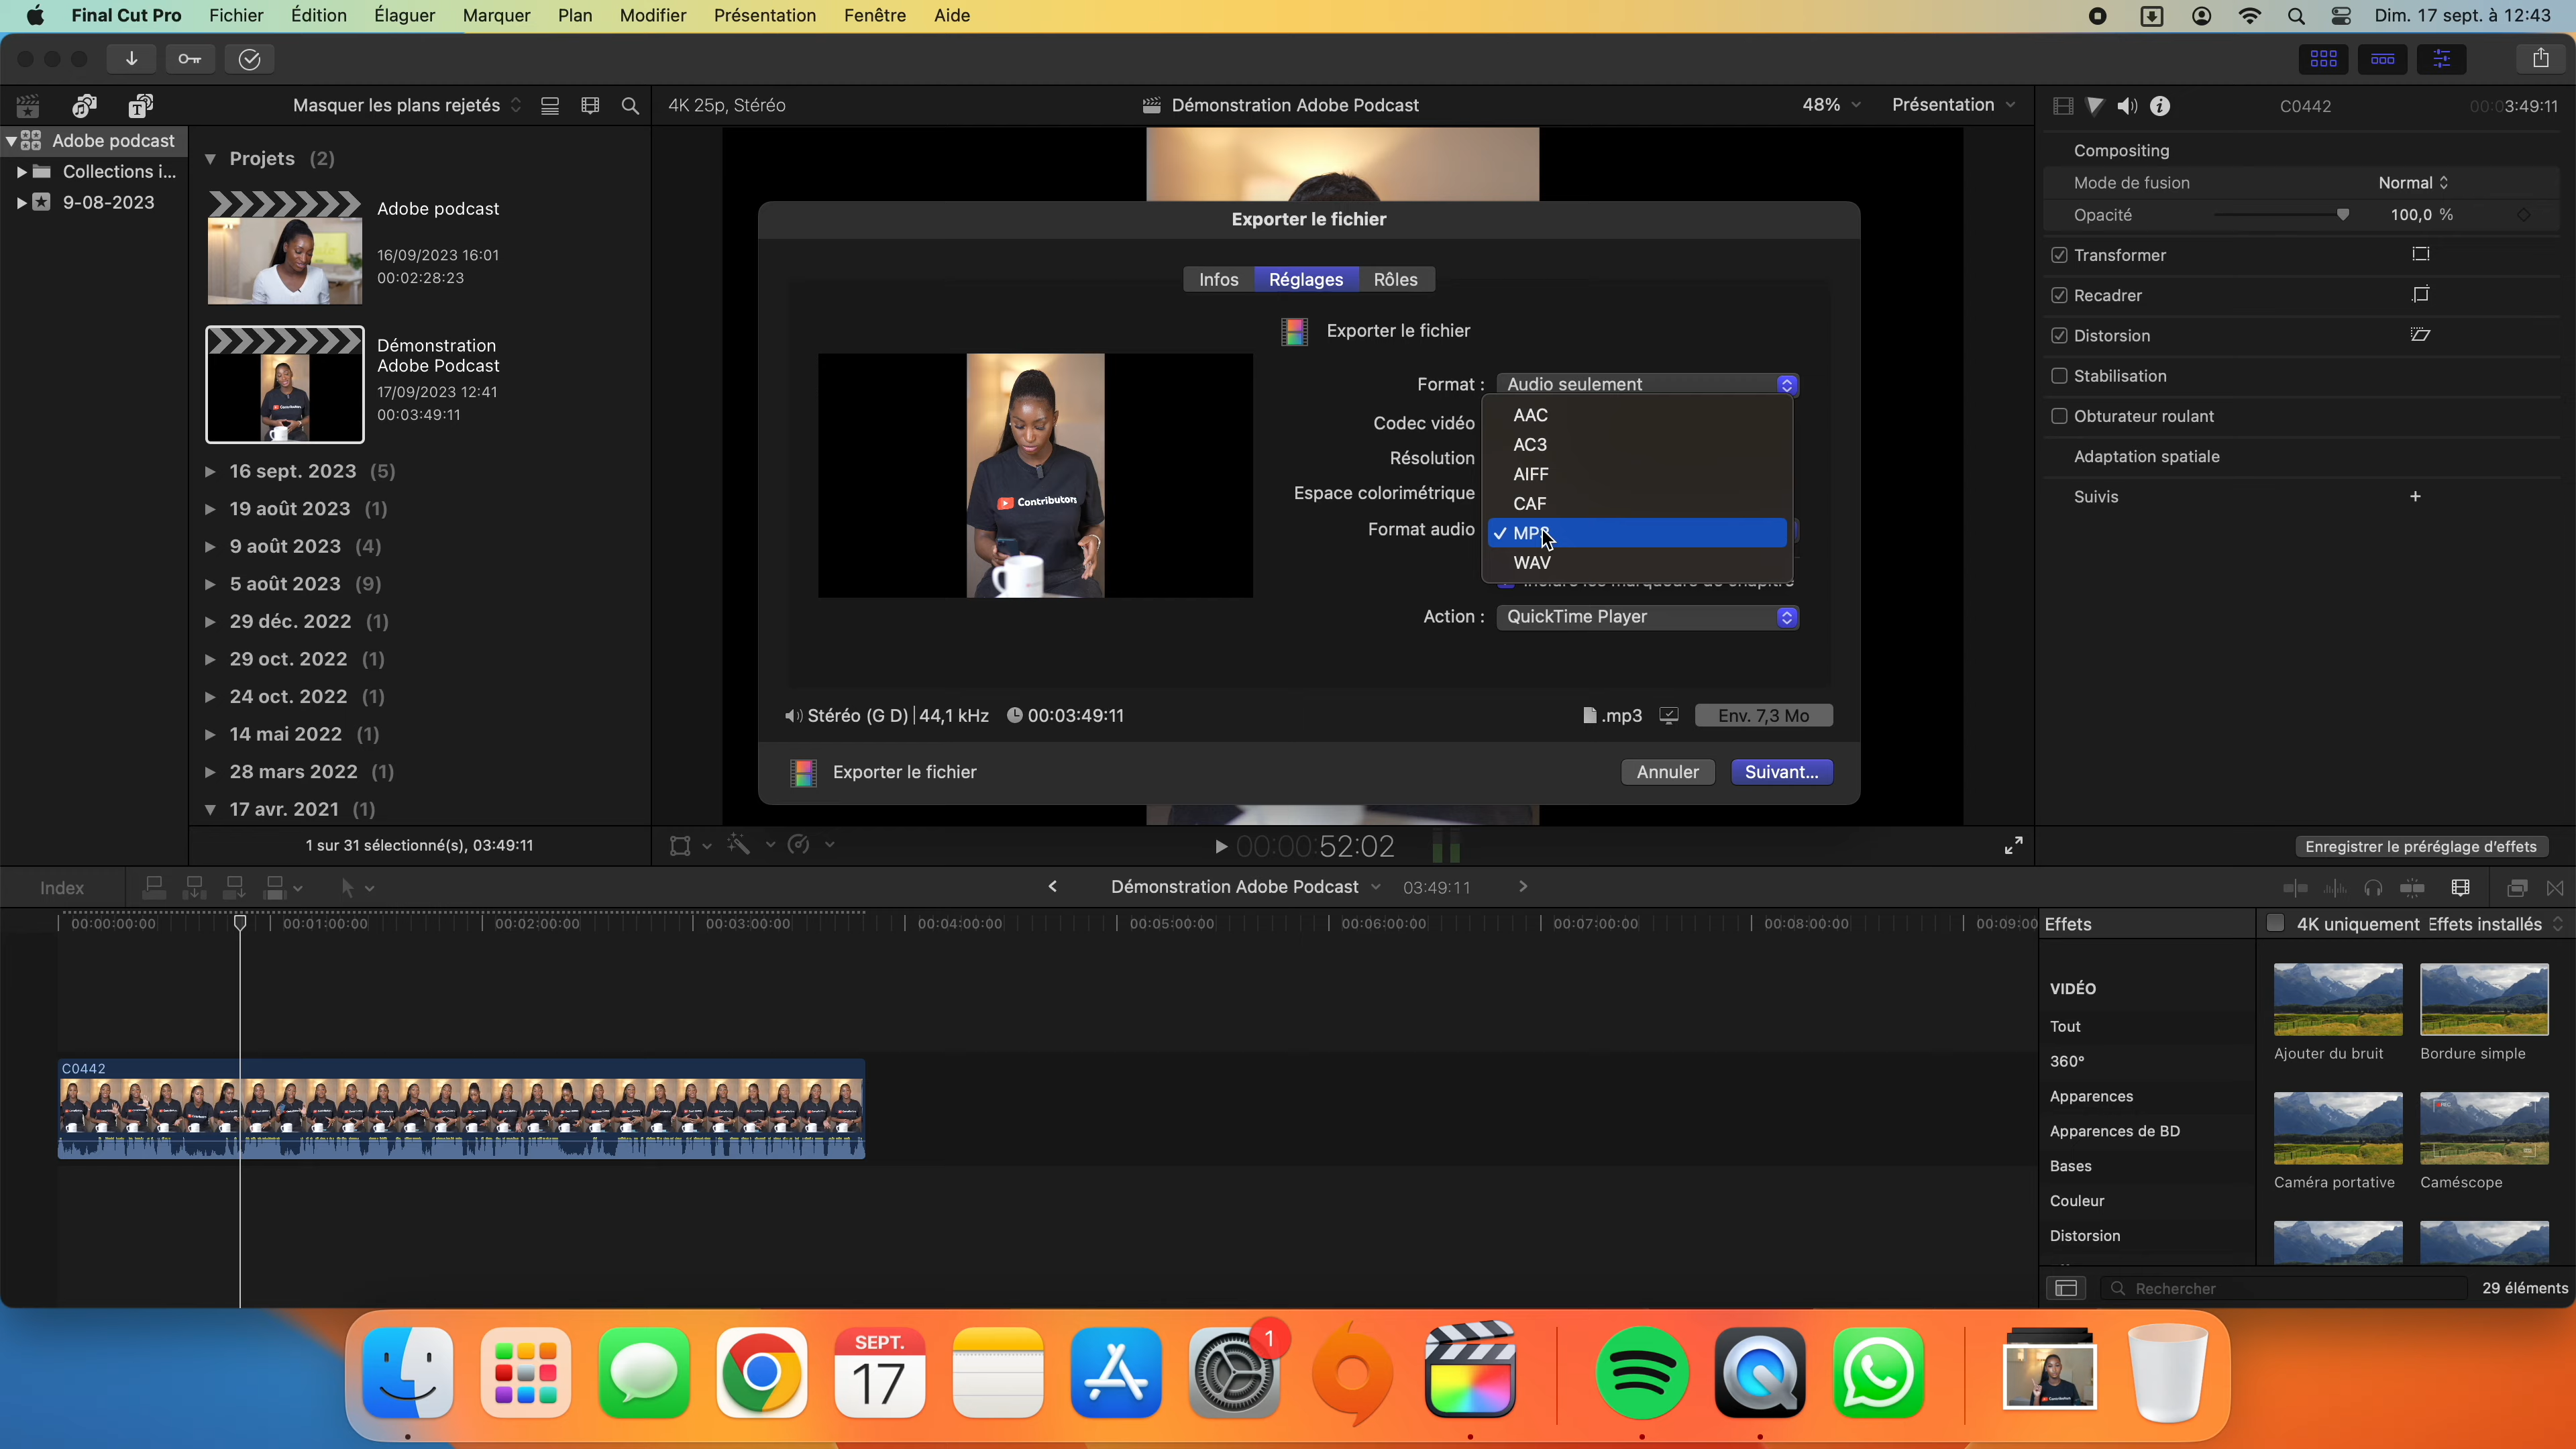 Final Cut Pro Fichier Édition Élaguer Marquer Plan Modifier Présentation Fenêtre Aide Dim. 17 sept. à 12:43
Masquer les plans rejetés 4K 25p, Stéréo Démonstration Adobe Podcast 48% Présentation C0442 00:03:49:11
Adobe podcast
Collections i...
9-08-2023
Projets (2)
Adobe podcast
16/09/2023 16:01
00:02:28:23
Démonstration
Adobe Podcast
17/09/2023 12:41
00:03:49:11
16 sept. 2023 (5)
19 août 2023 (1)
9 août 2023 (4)
5 août 2023 (9)
29 déc. 2022 (1)
29 oct. 2022 (1)
24 oct. 2022 (1)
14 mai 2022 (1)
28 mars 2022 (1)
17 avr. 2021 (1)
1 sur 31 sélectionné(s), 03:49:11
Exporter le fichier
Infos Réglages Rôles
Exporter le fichier
Format : Audio seulement
Codec vidéo
Résolution
Espace colorimétrique
Format audio
AAC
AC3
AIFF
CAF
MP3
WAV
Action : QuickTime Player
Contributors
Stéréo (G D) 44,1 kHz 00:03:49:11 .mp3 Env. 7,3 Mo
Exporter le fichier Annuler Suivant...
00:00:52:02
Compositing
Mode de fusion Normal
Opacité 100,0 %
Transformer
Recadrer
Distorsion
Stabilisation
Obturateur roulant
Adaptation spatiale
Suivis +
Enregistrer le préréglage d'effets
Index Démonstration Adobe Podcast 03:49:11
00:00:00:00 00:01:00:00 00:02:00:00 00:03:00:00 00:04:00:00 00:05:00:00 00:06:00:00 00:07:00:00 00:08:00:00 00:09:00
C0442
Effets 4K uniquement Effets installés
VIDÉO
Tout
360°
Apparences
Apparences de BD
Bases
Couleur
Distorsion
Ajouter du bruit Bordure simple
Caméra portative Caméscope
Rechercher 29 éléments
SEPT.
17
1